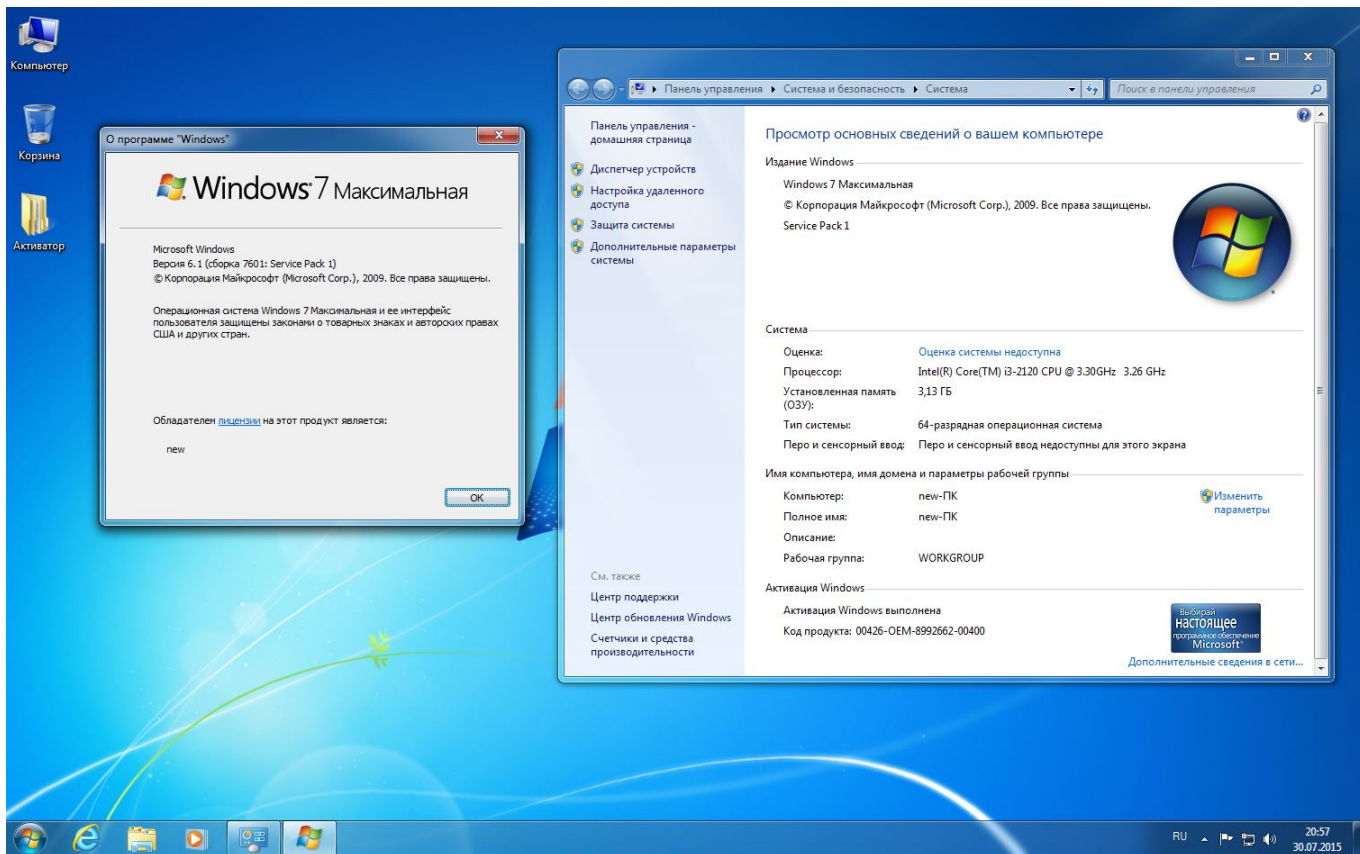 Компьютер
Корзина
Активатор
О программе "Windows"
Windows 7 Максимальная
Microsoft Windows
Версия 6.1 (сборка 7601: Service Pack 1)
© Корпорация Майкрософт (Microsoft Corp.), 2009. Все права защищены.
Операционная система Windows 7 Максимальная и ее интерфейс
пользователя защищены законами о товарных знаках и авторских правах
США и других стран.
Обладателем лицензии на этот продукт является:
new
OK
Панель управления ▸ Система и безопасность ▸ Система
Поиск в панели управления
Панель управления -
домашняя страница
Диспетчер устройств
Настройка удаленного
доступа
Защита системы
Дополнительные параметры
системы
См. также
Центр поддержки
Центр обновления Windows
Счетчики и средства
производительности
Просмотр основных сведений о вашем компьютере
Издание Windows
Windows 7 Максимальная
© Корпорация Майкрософт (Microsoft Corp.), 2009. Все права защищены.
Service Pack 1
Система
Оценка: Оценка системы недоступна
Процессор: Intel(R) Core(TM) i3-2120 CPU @ 3.30GHz 3.26 GHz
Установленная память 3,13 ГБ
(ОЗУ):
Тип системы: 64-разрядная операционная система
Перо и сенсорный ввод: Перо и сенсорный ввод недоступны для этого экрана
Имя компьютера, имя домена и параметры рабочей группы
Компьютер: new-ПК
Изменить
параметры
Полное имя: new-ПК
Описание:
Рабочая группа: WORKGROUP
Активация Windows
Активация Windows выполнена
Код продукта: 00426-OEM-8992662-00400
Выбирай
настоящее
программное обеспечение
Microsoft
Дополнительные сведения в сети...
RU
20:57
30.07.2015